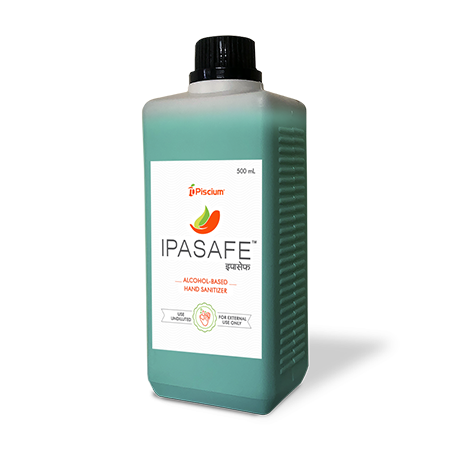 500 mL
Piscium
IPASAFE™
इपासेफ
ALCOHOL-BASED
HAND SANITIZER
USE
UNDILUTED
FOR EXTERNAL
USE ONLY